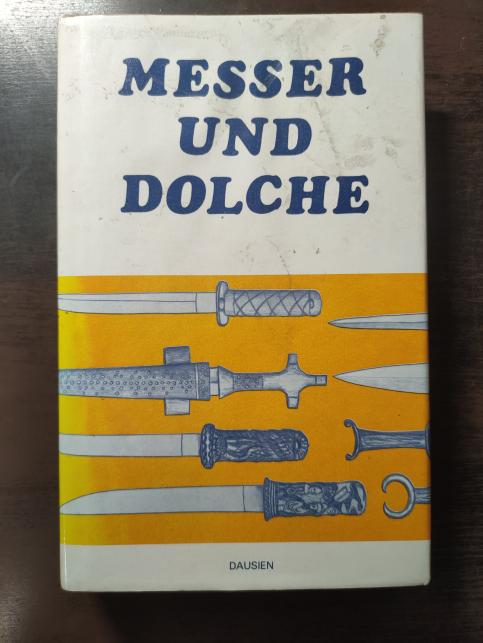 MESSER
UND
DOLCHE
DAUSIEN